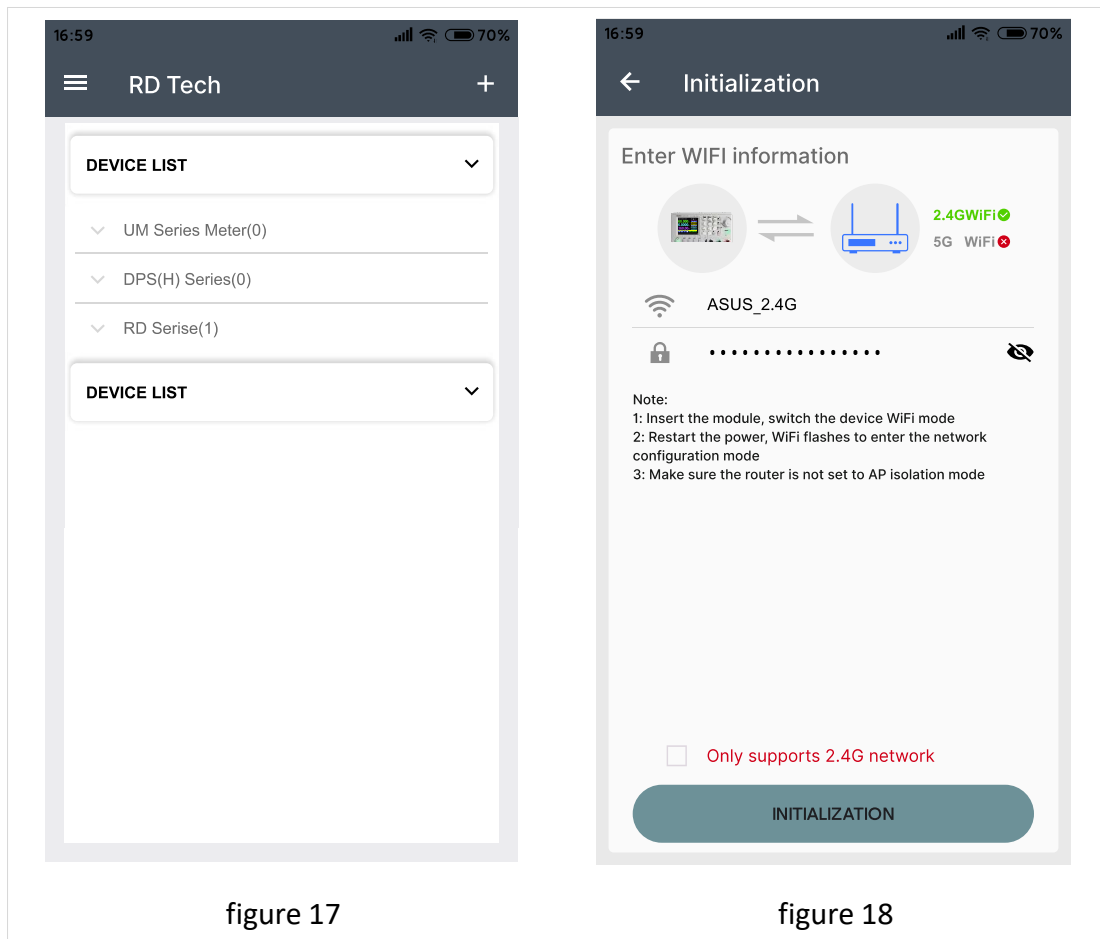 16:59
70%
RD Tech
DEVICE LIST
UM Series Meter(0)
DPS(H) Series(0)
RD Serise(1)
DEVICE LIST
figure 17
16:59
70%
Initialization
Enter WIFI information
2.4GWiFi
5G WiFi
ASUS_2.4G
Note:
1: Insert the module, switch the device WiFi mode
2: Restart the power, WiFi flashes to enter the network
configuration mode
3: Make sure the router is not set to AP isolation mode
Only supports 2.4G network
INITIALIZATION
figure 18